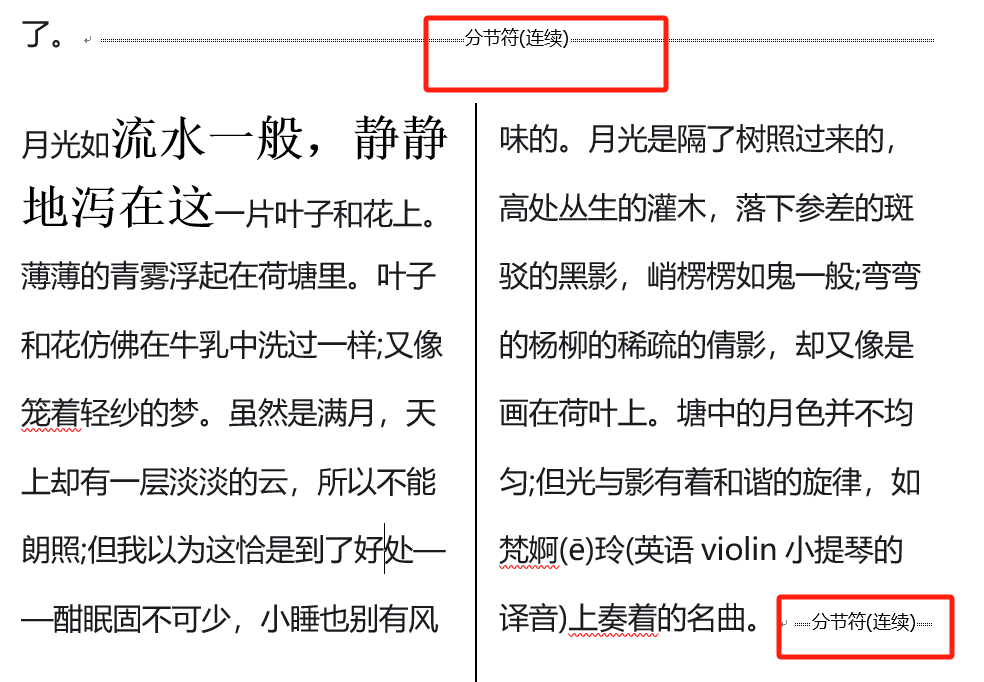 了。 分节符(连续)
月光如流水一般，静静
地泻在这一片叶子和花上。
薄薄的青雾浮起在荷塘里。叶子
和花仿佛在牛乳中洗过一样;又像
笼着轻纱的梦。虽然是满月，天
上却有一层淡淡的云，所以不能
朗照;但我以为这恰是到了好处—
—酣眠固不可少，小睡也别有风
味的。月光是隔了树照过来的，
高处丛生的灌木，落下参差的斑
驳的黑影，峭楞楞如鬼一般;弯弯
的杨柳的稀疏的倩影，却又像是
画在荷叶上。塘中的月色并不均
匀;但光与影有着和谐的旋律，如
梵婀(ē)玲(英语 violin 小提琴的
译音)上奏着的名曲。 分节符(连续)